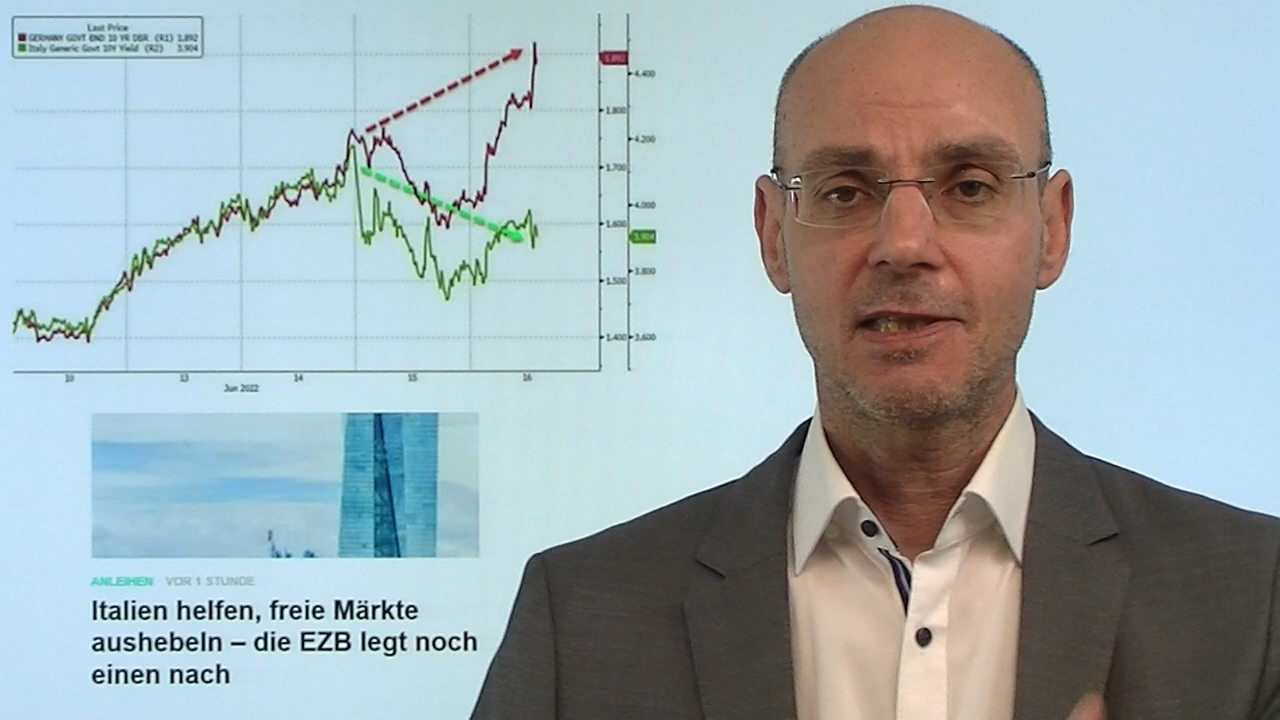 Last Price
GERMANY GOVT BND 10 YR DBR (R1) 1.892
Italy Generic Govt 10Y Yield (R2) 3.904
1.892
4.400
1.800
4.200
1.700
4.000
1.600
3.904
3.800
1.500
1.400
3.600
10 13 14 15 16
Jun 2022
ANLEIHEN VOR 1 STUNDE
Italien helfen, freie Märkte
aushebeln – die EZB legt noch
einen nach